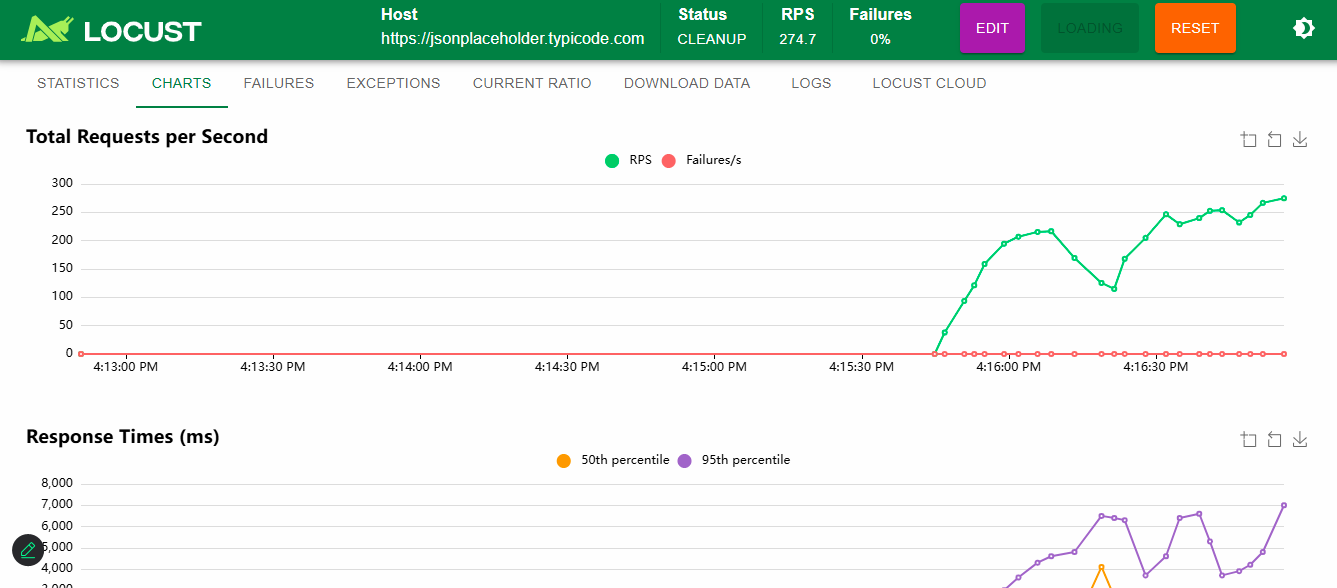 LOCUST
Host
https://jsonplaceholder.typicode.com
Status
CLEANUP
RPS
274.7
Failures
0%
EDIT
LOADING
RESET
STATISTICS CHARTS FAILURES EXCEPTIONS CURRENT RATIO DOWNLOAD DATA LOGS LOCUST CLOUD
Total Requests per Second
RPS Failures/s
300
250
200
150
100
50
0
4:13:00 PM 4:13:30 PM 4:14:00 PM 4:14:30 PM 4:15:00 PM 4:15:30 PM 4:16:00 PM 4:16:30 PM
Response Times (ms)
50th percentile 95th percentile
8,000
7,000
6,000
5,000
4,000
3,000